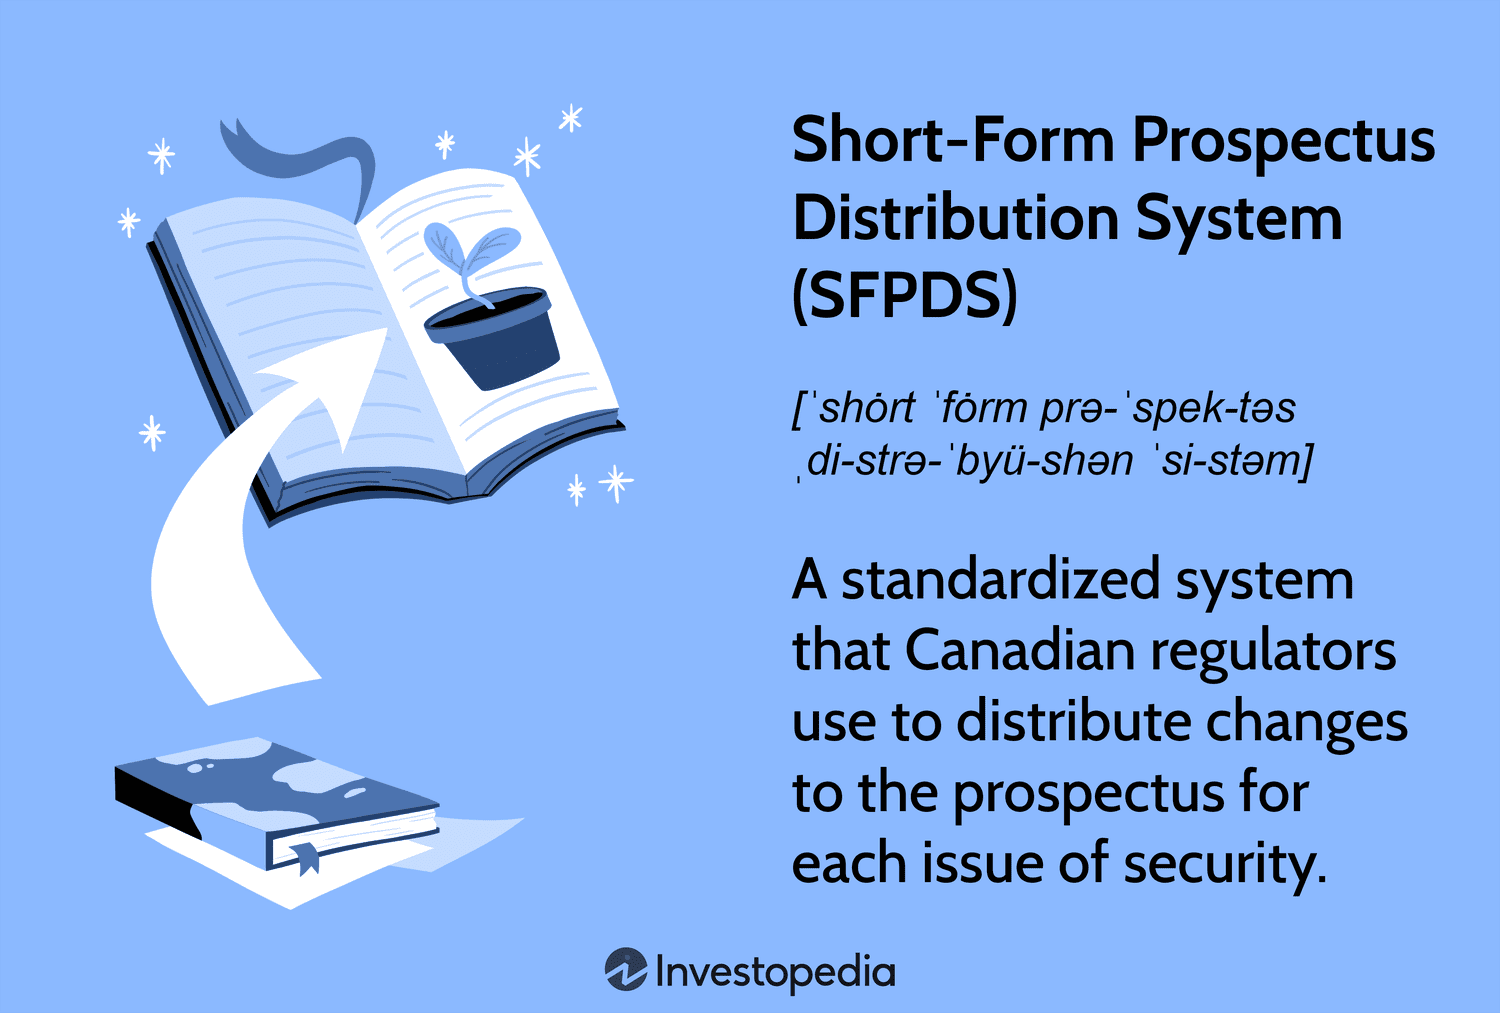 Short-Form Prospectus
Distribution System
(SFPDS)
[ˈshȯrt ˈfȯrm prə-ˈspek-təs
ˌdi-strə-ˈbyü-shən ˈsi-stəm]
A standardized system
that Canadian regulators
use to distribute changes
to the prospectus for
each issue of security.
Investopedia